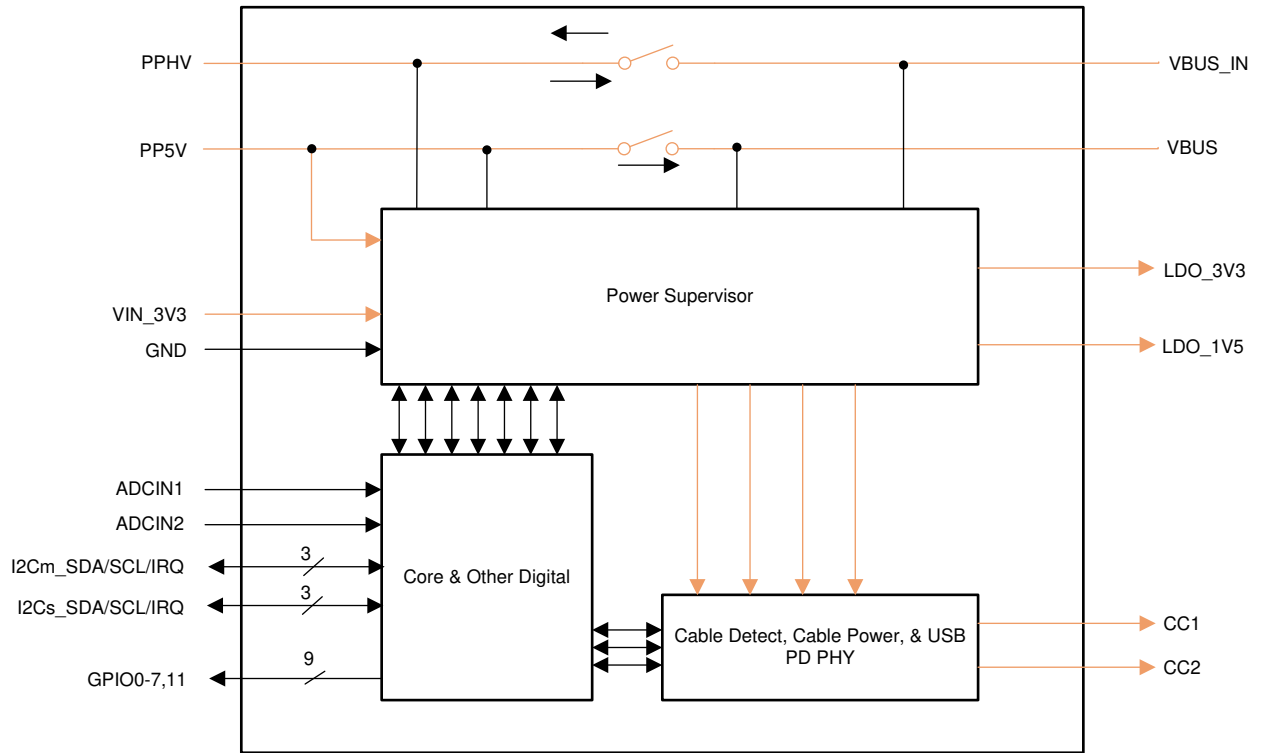 PPHV
VBUS_IN
PP5V
VBUS
Power Supervisor
LDO_3V3
VIN_3V3
GND
LDO_1V5
ADCIN1
ADCIN2
3
I2Cm_SDA/SCL/IRQ
Core & Other Digital
3
I2Cs_SDA/SCL/IRQ
Cable Detect, Cable Power, & USB
PD PHY
CC1
CC2
9
GPIO0-7,11